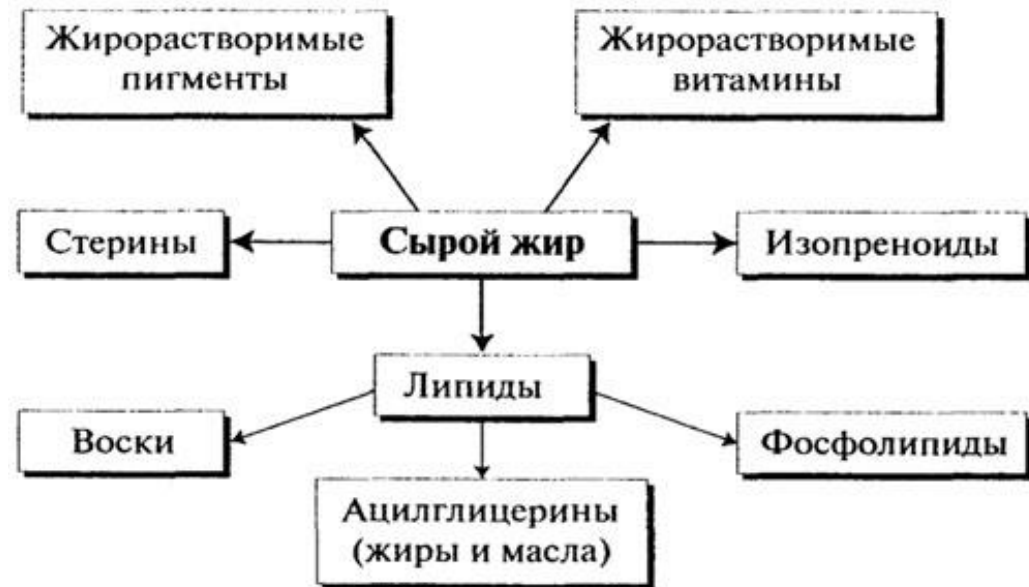 Жирорастворимые
пигменты
Жирорастворимые
витамины
Стерины
Сырой жир
Изопреноиды
Липиды
Воски
Фосфолипиды
Ацилглицерины
(жиры и масла)